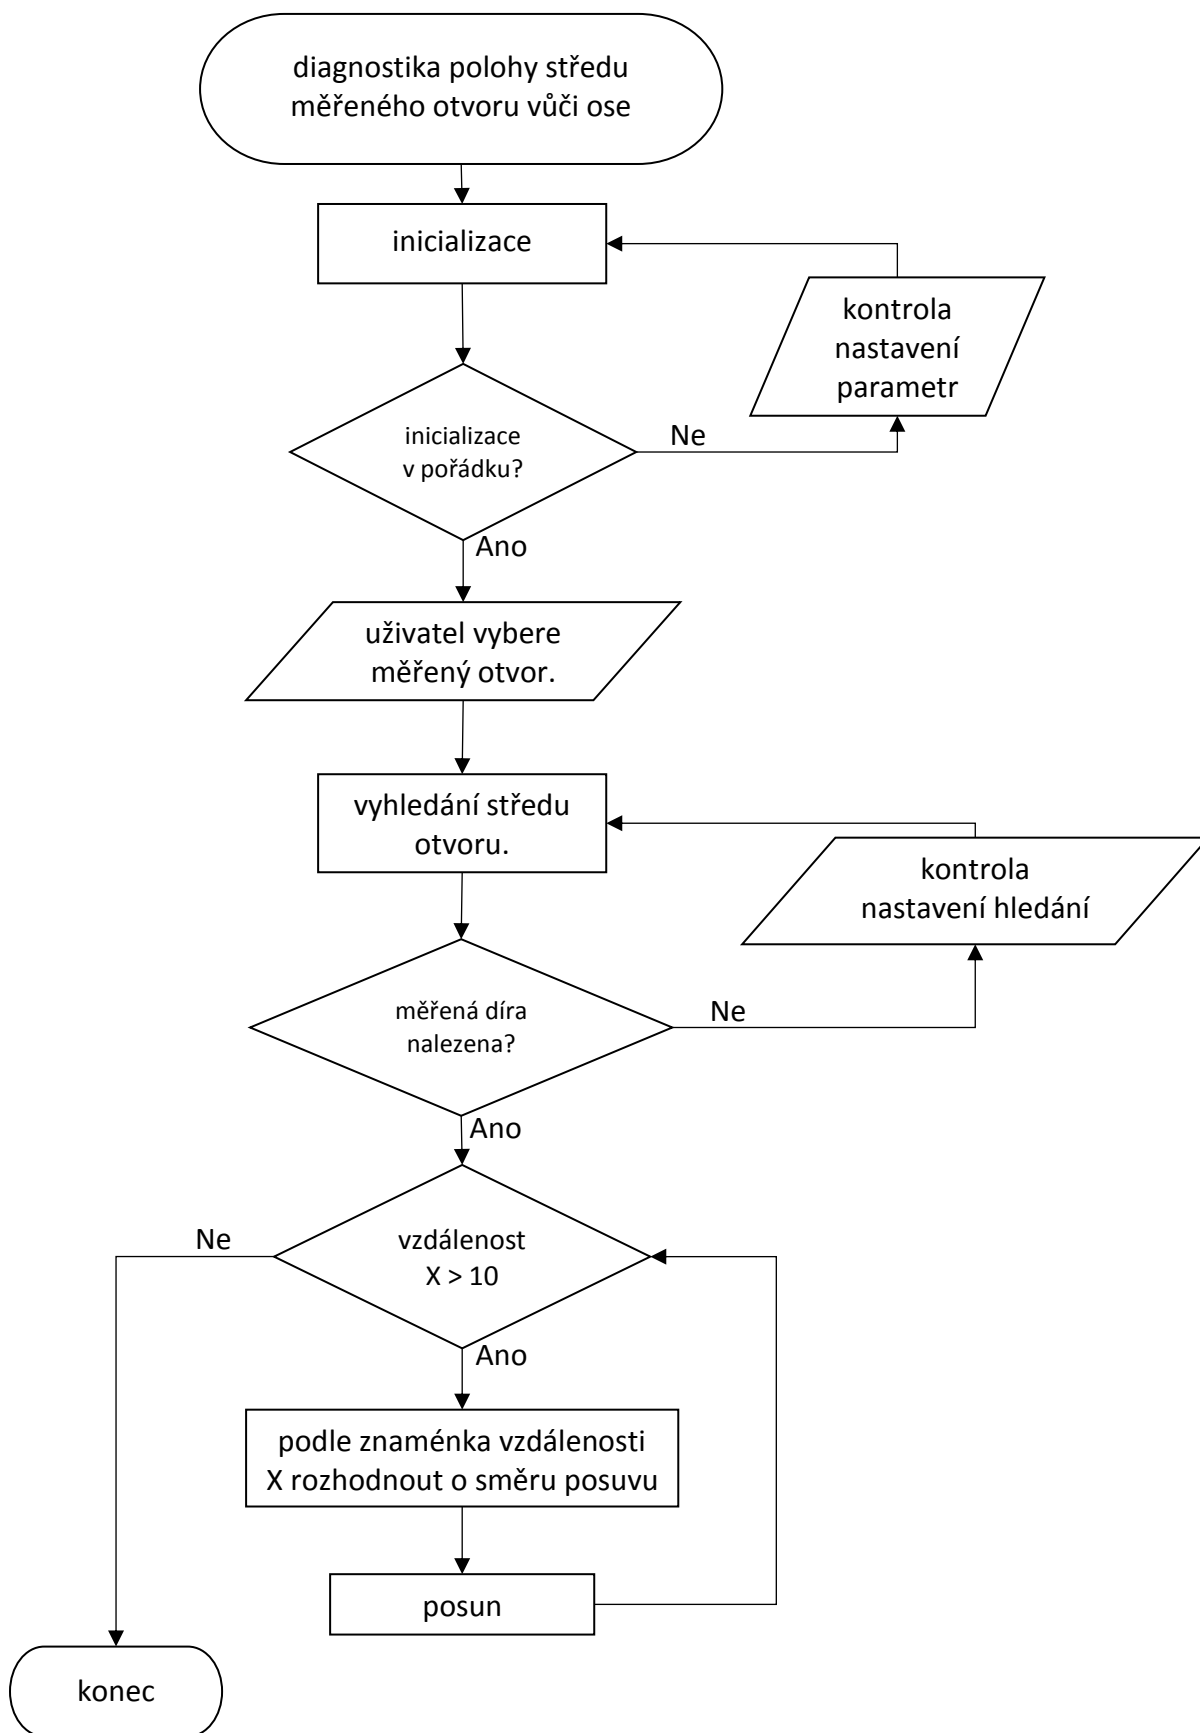 diagnostika polohy středu
měřeného otvoru vůči ose
inicializace
kontrola
nastavení
parametr
inicializace
v pořádku?
Ne
Ano
uživatel vybere
měřený otvor.
vyhledání středu
otvoru.
kontrola
nastavení hledání
měřená díra
nalezena?
Ne
Ano
vzdálenost
X > 10
Ne
Ano
podle znaménka vzdálenosti
X rozhodnout o směru posuvu
posun
konec